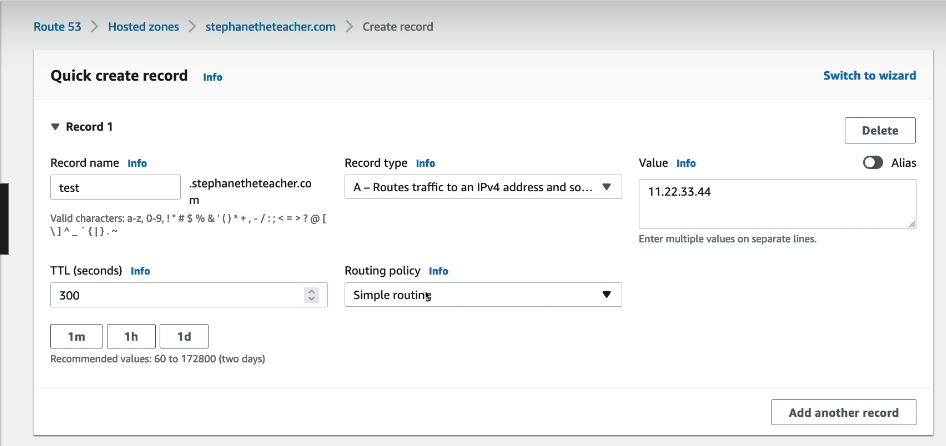 Route 53 > Hosted zones > stephanetheteacher.com > Create record
Quick create record Info
Switch to wizard
▼ Record 1
Delete
Record name Info
test
.stephanetheteacher.co
m
Valid characters: a-z, 0-9, ! " # $ % & ' ( ) * + , - / : ; < = > ? @ [
\ ] ^ _ ` { | } . ~
Record type Info
A – Routes traffic to an IPv4 address and so...
Value Info
Alias
11.22.33.44
Enter multiple values on separate lines.
TTL (seconds) Info
300
1m 1h 1d
Recommended values: 60 to 172800 (two days)
Routing policy Info
Simple routing
Add another record